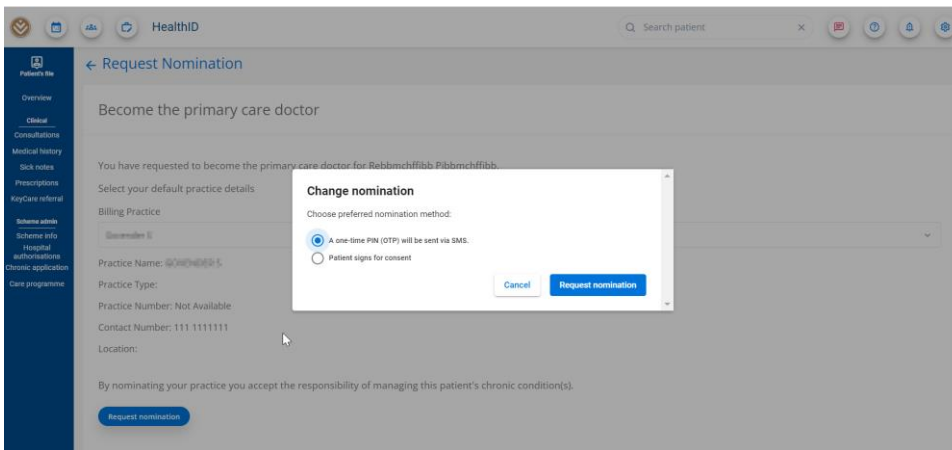 HealthID
Search patient
Patient's file
← Request Nomination
Overview
Become the primary care doctor
Clinical
Consultations
Medical history
Sick notes
Prescriptions
KeyCare referral
Scheme admin
Scheme info
Hospital
authorisations
Chronic application
Care programme
You have requested to become the primary care doctor for Rebbmchffibb Pibbmchffibb.
Select your default practice details
Billing Practice
Practice Name:
Practice Type:
Practice Number: Not Available
Contact Number: 111 1111111
Location:
By nominating your practice you accept the responsibility of managing this patient's chronic condition(s).
Request nomination
Change nomination
Choose preferred nomination method:
A one-time PIN (OTP) will be sent via SMS.
Patient signs for consent
Cancel
Request nomination